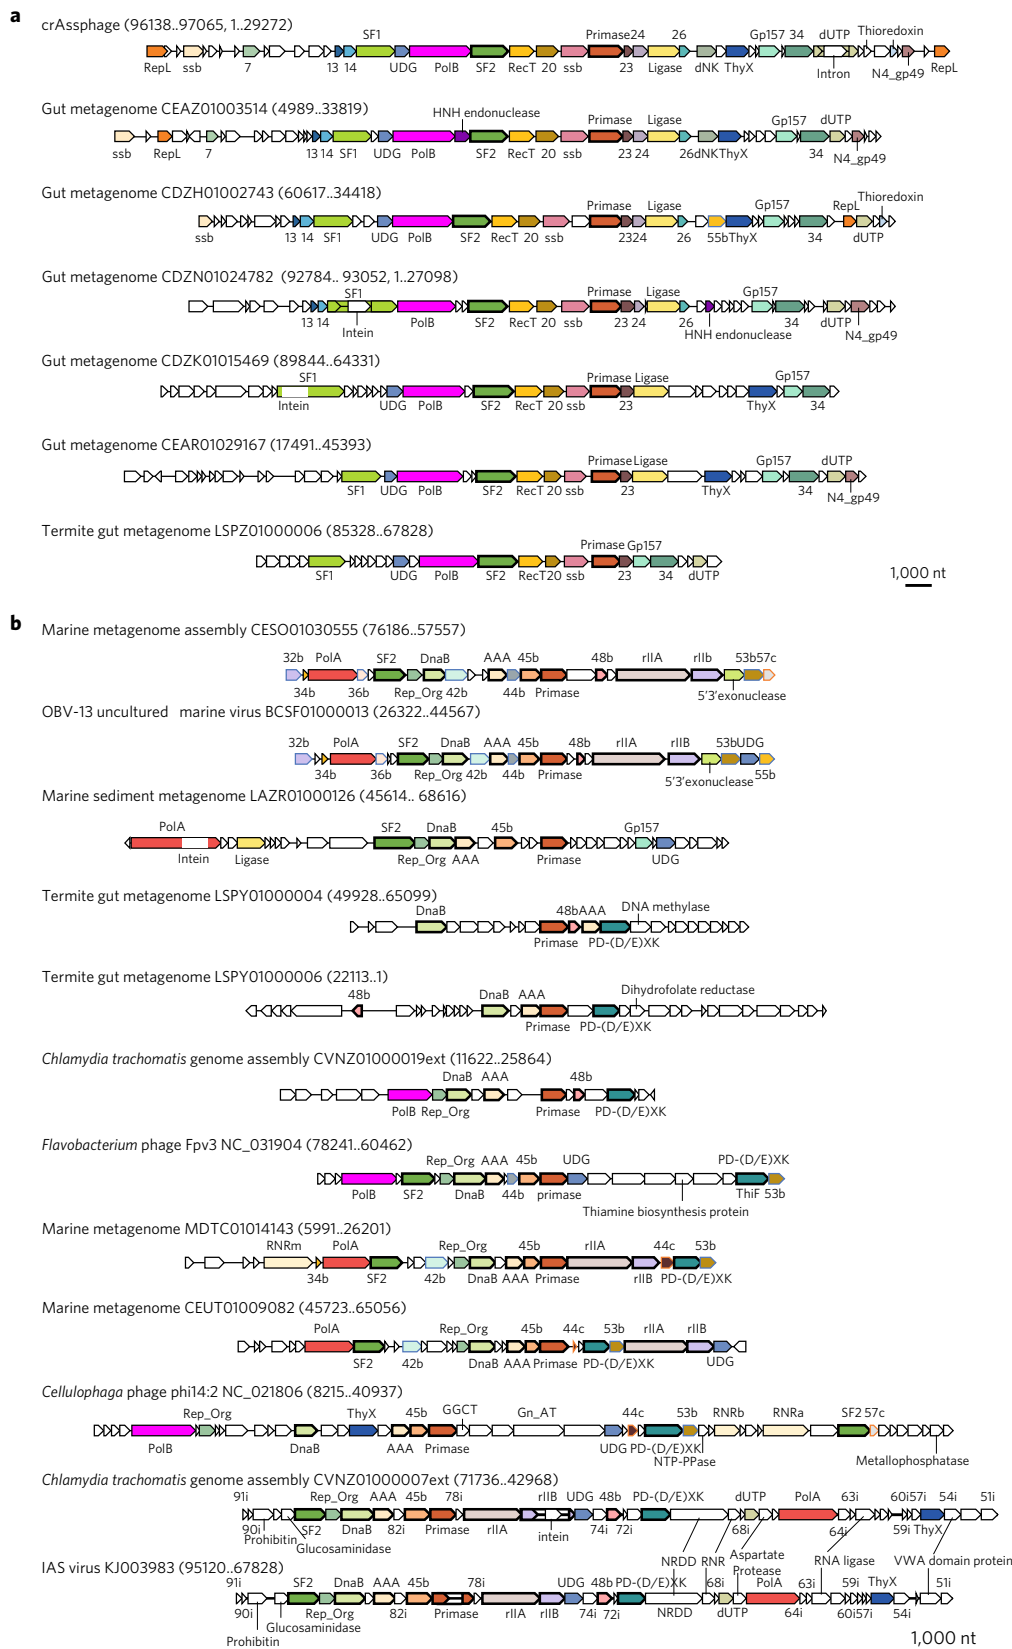 a
crAssphage (96138..97065, 1..29272)
SF1 Primase 24 26 Gp157 34 dUTP Thioredoxin
RepL ssb 7 13 14 UDG PolB SF2 RecT 20 ssb 23 Ligase dNK ThyX Intron N4_gp49 RepL
Gut metagenome CEAZ01003514 (4989..33819)
HNH endonuclease Primase Ligase Gp157 dUTP
ssb RepL 7 13 14 SF1 UDG PolB SF2 RecT 20 ssb 23 24 26 dNK ThyX 34 N4_gp49
Gut metagenome CDZH01002743 (60617..34418)
Primase Ligase Gp157 RepL Thioredoxin
ssb 13 14 SF1 UDG PolB SF2 RecT 20 ssb 23 24 26 55b ThyX 34 dUTP
Gut metagenome CDZN01024782 (92784.. 93052, 1..27098)
SF1 Primase Ligase Gp157
13 14 Intein PolB SF2 RecT 20 ssb 23 24 26 HNH endonuclease 34 dUTP N4_gp49
Gut metagenome CDZK01015469 (89844..64331)
SF1 Primase Ligase Gp157
Intein UDG PolB SF2 RecT 20 ssb 23 ThyX 34
Gut metagenome CEAR01029167 (17491..45393)
Primase Ligase Gp157 dUTP
SF1 UDG PolB SF2 RecT 20 ssb 23 ThyX 34 N4_gp49
Termite gut metagenome LSPZ01000006 (85328..67828)
Primase Gp157
SF1 UDG PolB SF2 RecT 20 ssb 23 34 dUTP
1,000 nt
b
Marine metagenome assembly CESO01030555 (76186..57557)
32b PolA SF2 DnaB AAA 45b 48b rIIA rIIb 53b 57c
34b 36b Rep_Org 42b 44b Primase 5'3'exonuclease
OBV-13 uncultured marine virus BCSF01000013 (26322..44567)
32b PolA SF2 DnaB AAA 45b 48b rIIA rIIB 53b UDG
34b 36b Rep_Org 42b 44b Primase 5'3'exonuclease 55b
Marine sediment metagenome LAZR01000126 (45614.. 68616)
PolA SF2 DnaB 45b Gp157
Intein Ligase Rep_Org AAA Primase UDG
Termite gut metagenome LSPY01000004 (49928..65099)
DnaB 48b AAA DNA methylase
Primase PD-(D/E)XK
Termite gut metagenome LSPY01000006 (22113..1)
48b DnaB AAA Dihydrofolate reductase
Primase PD-(D/E)XK
Chlamydia trachomatis genome assembly CVNZ01000019ext (11622..25864)
DnaB AAA 48b
PolB Rep_Org Primase PD-(D/E)XK
Flavobacterium phage Fpv3 NC_031904 (78241..60462)
Rep_Org AAA 45b UDG PD-(D/E)XK
PolB SF2 DnaB 44b primase ThiF 53b
Thiamine biosynthesis protein
Marine metagenome MDTC01014143 (5991..26201)
RNRm PolA Rep_Org 45b rIIA 44c 53b
34b SF2 42b DnaB AAA Primase rIIB PD-(D/E)XK
Marine metagenome CEUT01009082 (45723..65056)
PolA Rep_Org 45b 44c 53b rIIA rIIB
SF2 42b DnaB AAA Primase PD-(D/E)XK UDG
Cellulophaga phage phi14:2 NC_021806 (8215..40937)
Rep_Org ThyX 45b GGCT Gn_AT 44c 53b RNRb RNRa SF2 57c
PolB DnaB AAA Primase UDG PD-(D/E)XK
NTP-PPase Metallophosphatase
Chlamydia trachomatis genome assembly CVNZ01000007ext (71736..42968)
91i Rep_Org AAA 45b 78i rIIB UDG 48b PD-(D/E)XK dUTP PolA 63i 60i 57i 54i 51i
90i Prohibitin SF2 DnaB 82i Primase rIIA intein 74i 72i 68i 64i 59i ThyX
Glucosaminidase NRDD RNR Aspartate Protease RNA ligase VWA domain protein
IAS virus KJ003983 (95120..67828)
91i SF2 DnaB AAA 45b 78i UDG 48b PD-(D/E)XK 68i PolA 63i 59i ThyX 51i
90i Rep_Org 82i Primase rIIA rIIB 74i 72i NRDD dUTP 64i 60i 57i 54i
Glucosaminidase
Prohibitin
1,000 nt